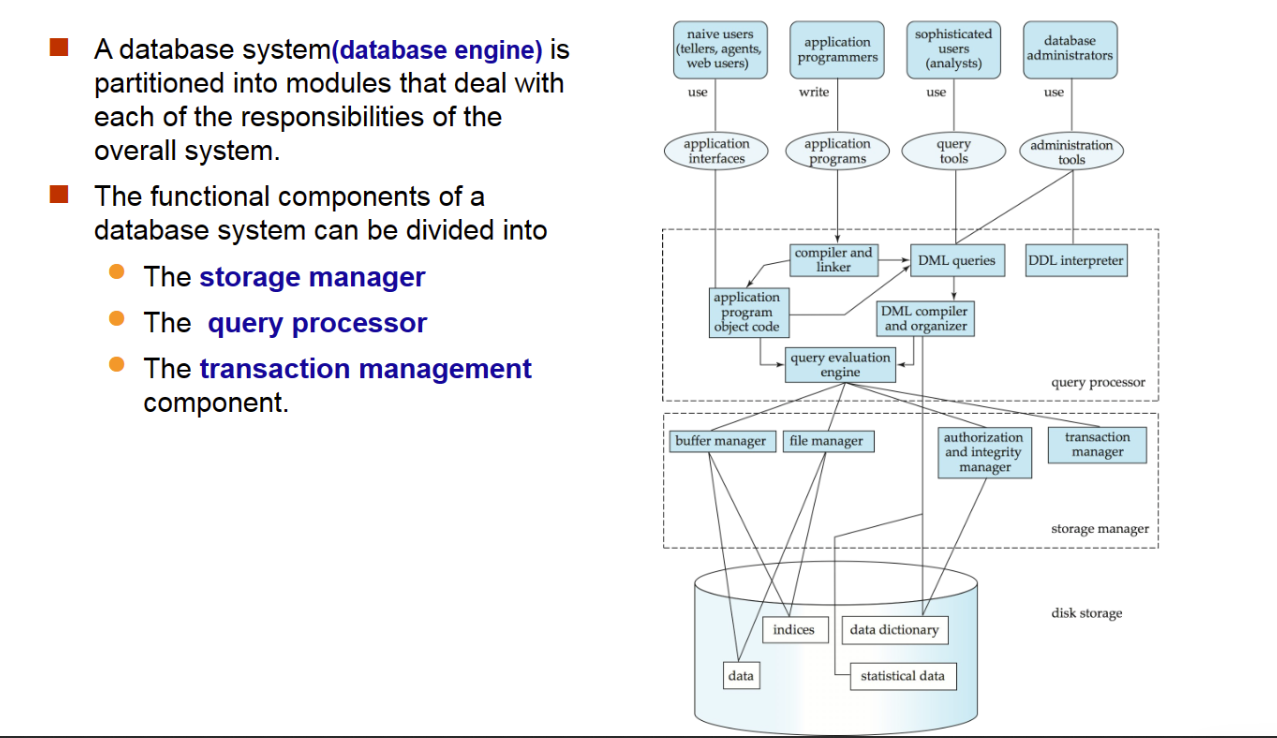 A database system(database engine) is
partitioned into modules that deal with
each of the responsibilities of the
overall system.
The functional components of a
database system can be divided into
The storage manager
The query processor
The transaction management
component.
naive users
(tellers, agents,
web users)
application
programmers
sophisticated
users
(analysts)
database
administrators
use
write
use
use
application
interfaces
application
programs
query
tools
administration
tools
compiler and
linker
DML queries
DDL interpreter
application
program
object code
DML compiler
and organizer
query evaluation
engine
query processor
buffer manager
file manager
authorization
and integrity
manager
transaction
manager
storage manager
disk storage
indices
data dictionary
data
statistical data